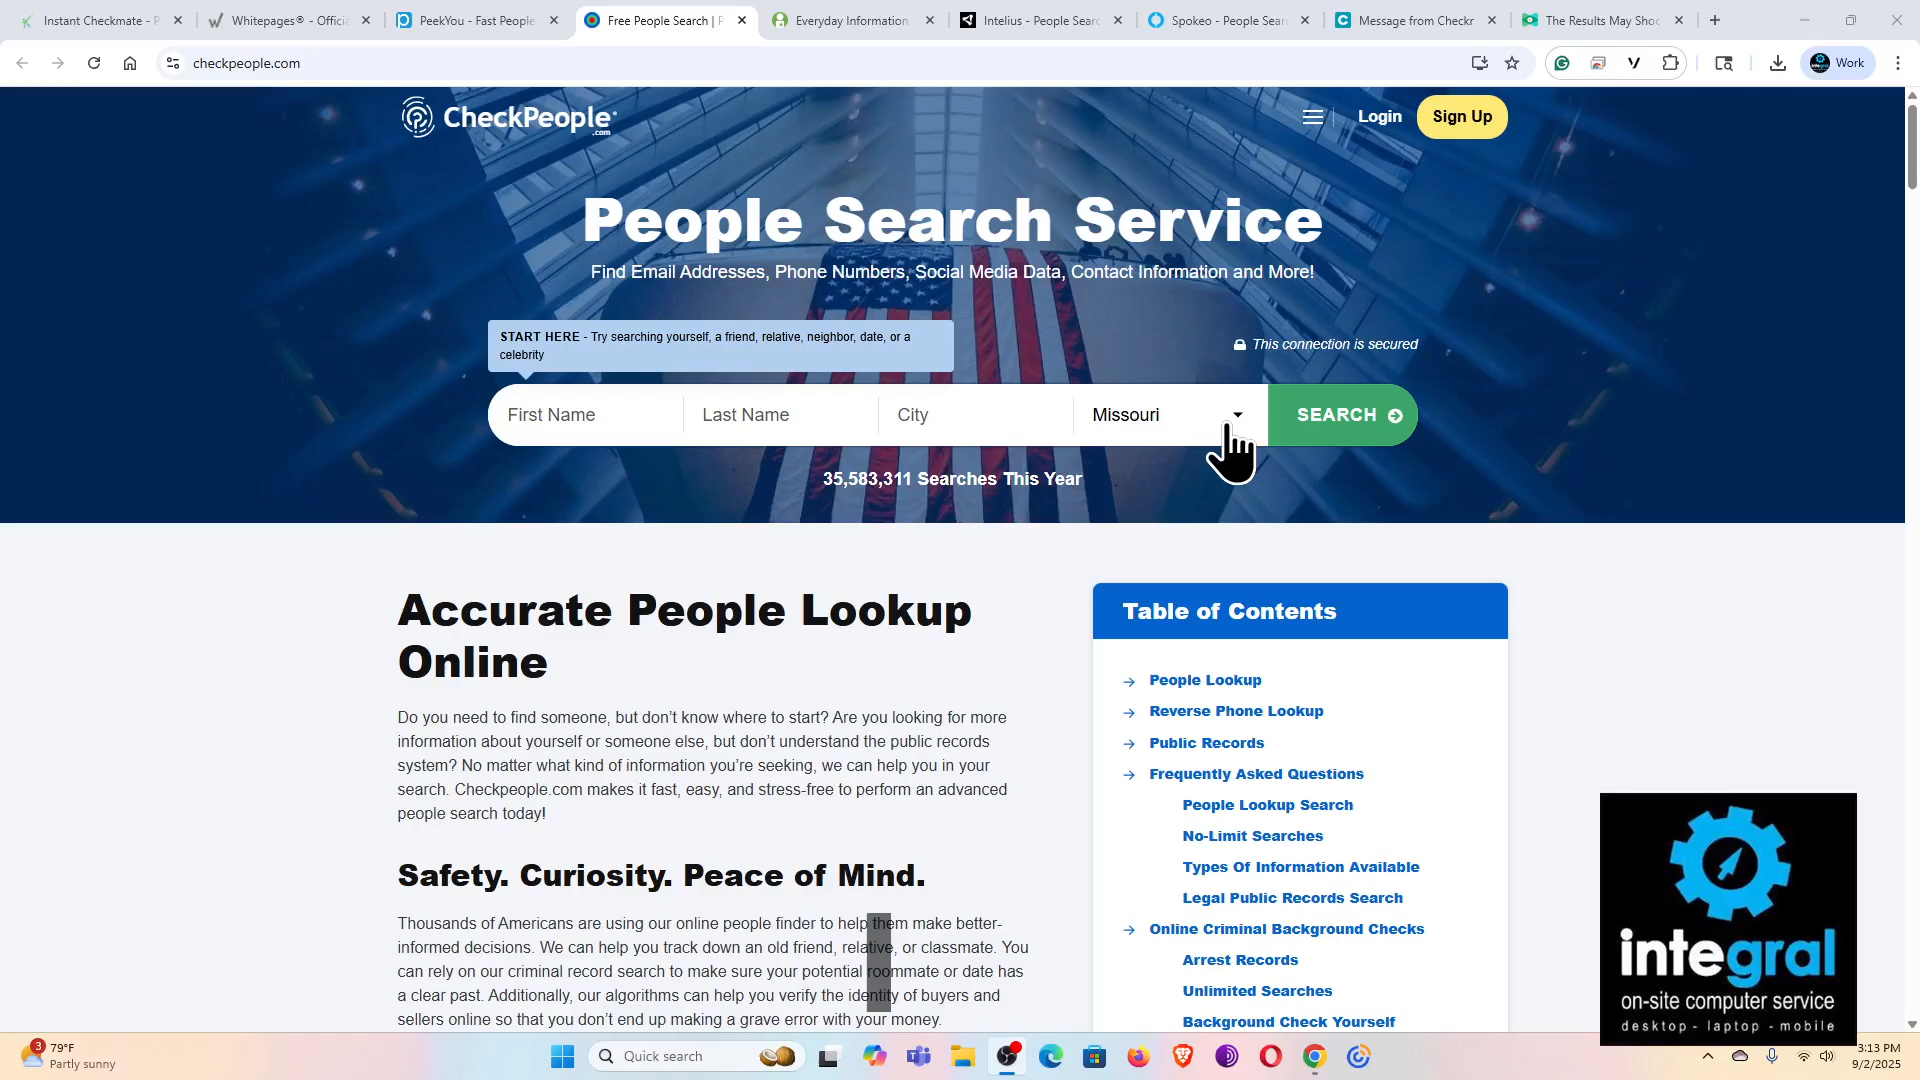 Instant Checkmate - P
Whitepages® - Officia
PeekYou - Fast People
Free People Search | P
Everyday Information
Intelius - People Searc
Spokeo - People Sear
Message from Checkr
The Results May Shoc
checkpeople.com
Work
CheckPeople
.com
Login
Sign Up
People Search Service
Find Email Addresses, Phone Numbers, Social Media Data, Contact Information and More!
START HERE - Try searching yourself, a friend, relative, neighbor, date, or a
celebrity
This connection is secured
First Name
Last Name
City
Missouri
SEARCH
35,583,311 Searches This Year
Accurate People Lookup
Online
Do you need to find someone, but don’t know where to start? Are you looking for more
information about yourself or someone else, but don’t understand the public records
system? No matter what kind of information you’re seeking, we can help you in your
search. Checkpeople.com makes it fast, easy, and stress-free to perform an advanced
people search today!
Safety. Curiosity. Peace of Mind.
Thousands of Americans are using our online people finder to help them make better-
informed decisions. We can help you track down an old friend, relative, or classmate. You
can rely on our criminal record search to make sure your potential roommate or date has
a clear past. Additionally, our algorithms can help you verify the identity of buyers and
sellers online so that you don’t end up making a grave error with your money.
Table of Contents
People Lookup
Reverse Phone Lookup
Public Records
Frequently Asked Questions
People Lookup Search
No-Limit Searches
Types Of Information Available
Legal Public Records Search
Online Criminal Background Checks
Arrest Records
Unlimited Searches
Background Check Yourself
integral
on-site computer service
desktop - laptop - mobile
3
79°F
Partly sunny
Quick search
3:13 PM
9/2/2025